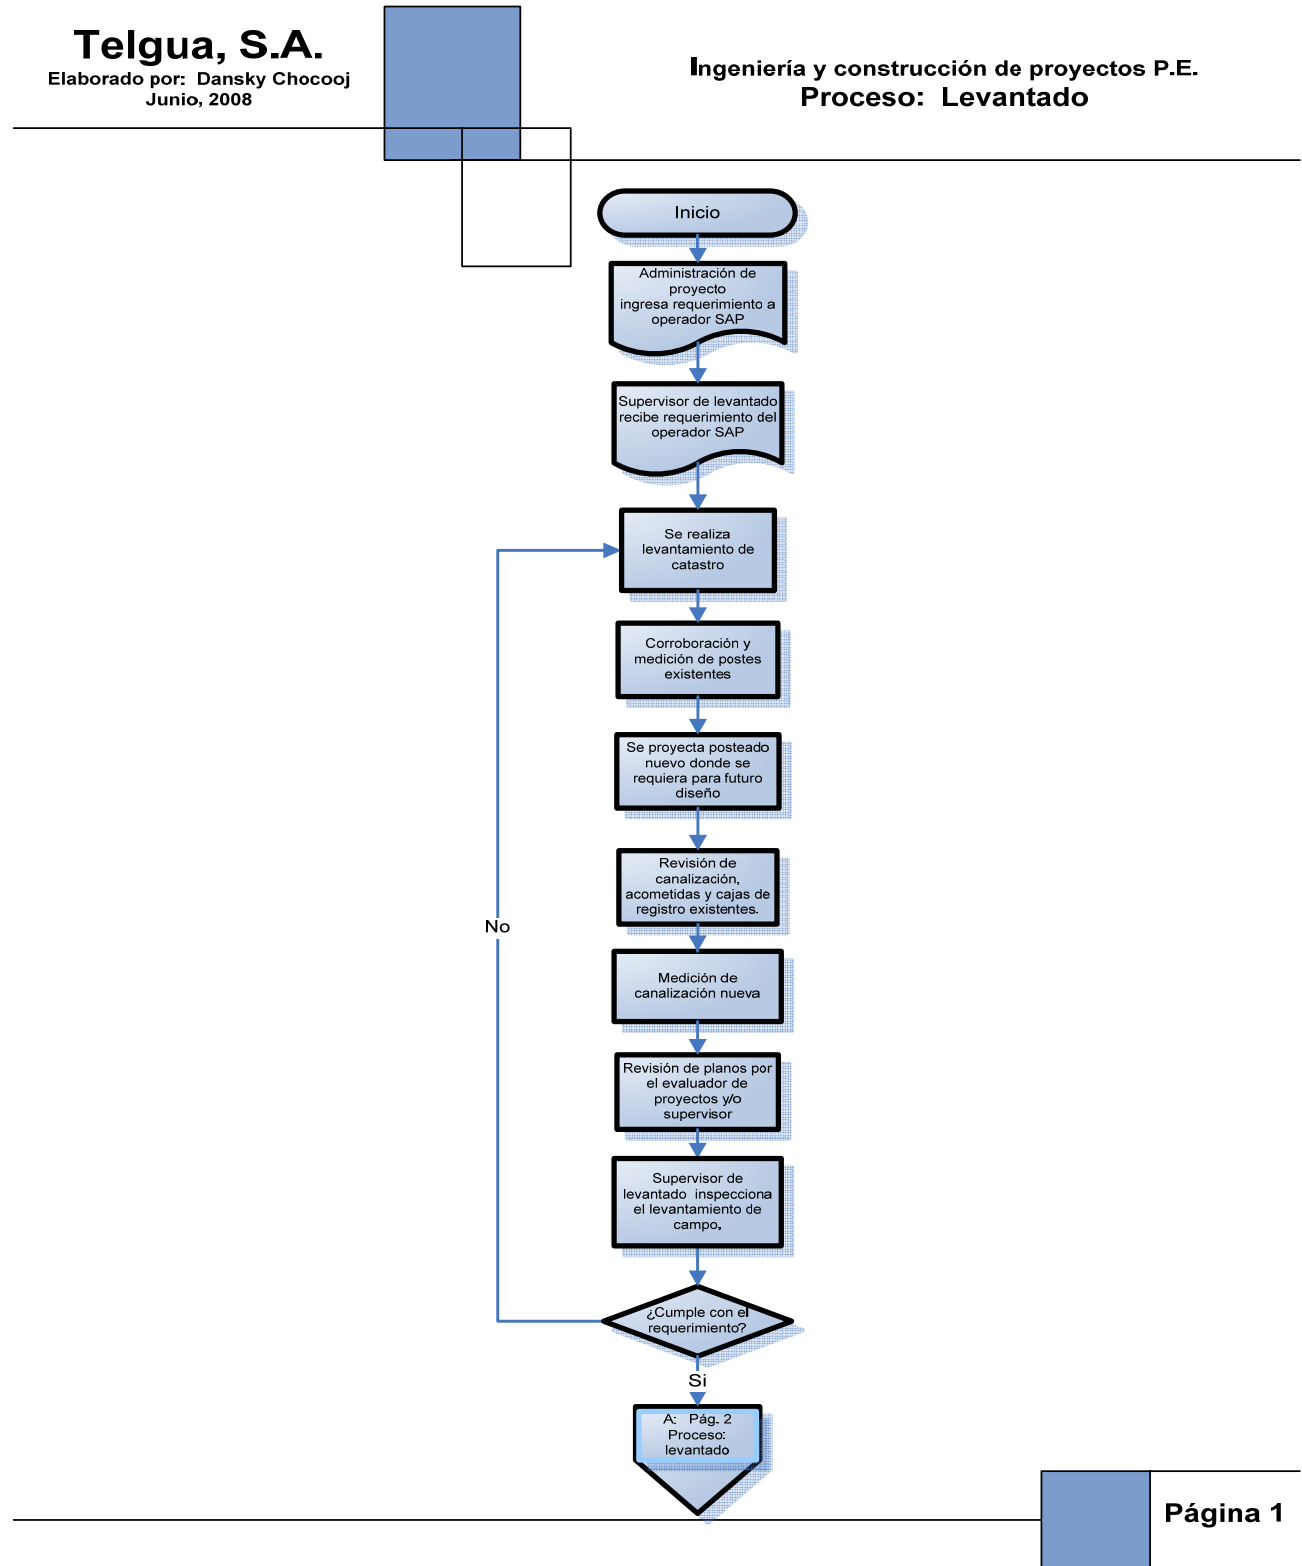 Telgua, S.A.
Elaborado por: Dansky Chocooj
Junio, 2008
Ingeniería y construcción de proyectos P.E.
Proceso: Levantado
Inicio
Administración de
proyecto
ingresa requerimiento a
operador SAP
Supervisor de levantado
recibe requerimiento del
operador SAP
Se realiza
levantamiento de
catastro
Corroboración y
medición de postes
existentes
Se proyecta posteado
nuevo donde se
requiera para futuro
diseño
Revisión de
canalización,
acometidas y cajas de
registro existentes.
No
Medición de
canalización nueva
Revisión de planos por
el evaluador de
proyectos y/o
supervisor
Supervisor de
levantado inspecciona
el levantamiento de
campo,
¿Cumple con el
requerimiento?
Si
A: Pág. 2
Proceso:
levantado
Página 1